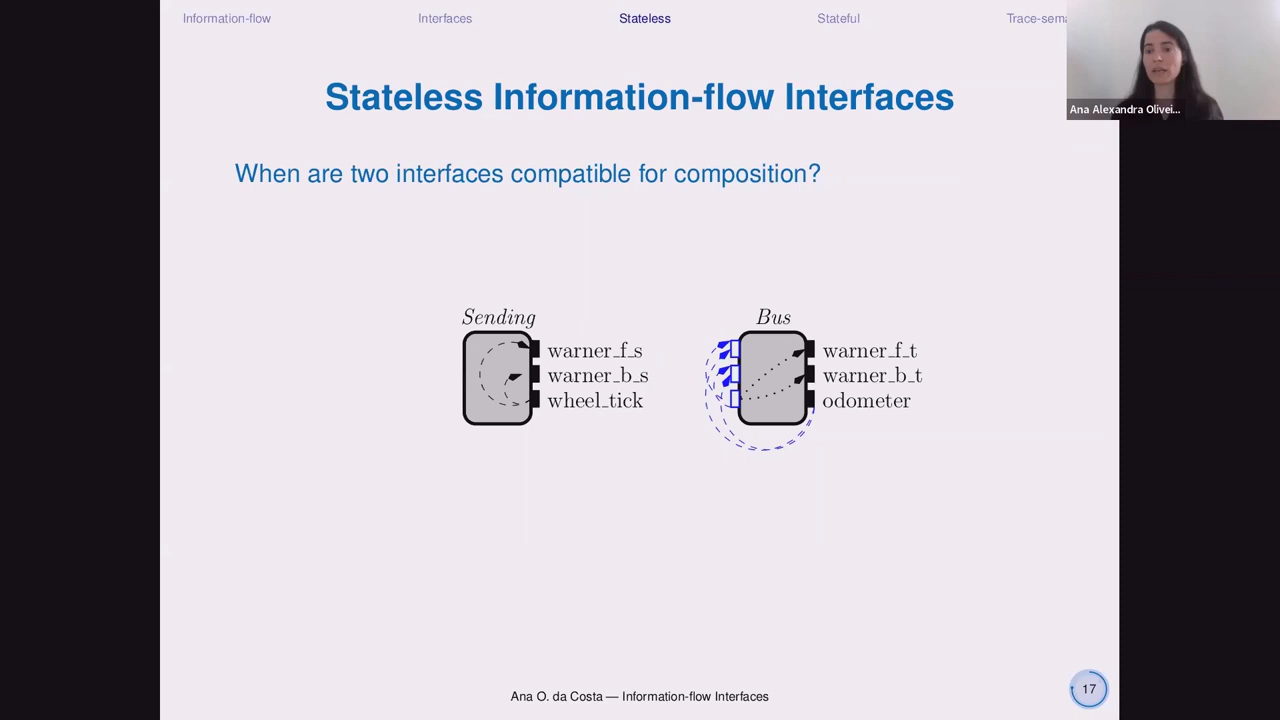 Information-flow Interfaces Stateless Stateful Trace-sema
Ana Alexandra Olivei...
Stateless Information-flow Interfaces
When are two interfaces compatible for composition?
Sending Bus
warner_f_s warner_f_t
warner_b_s warner_b_t
wheel_tick odometer
Ana O. da Costa — Information-flow Interfaces
17